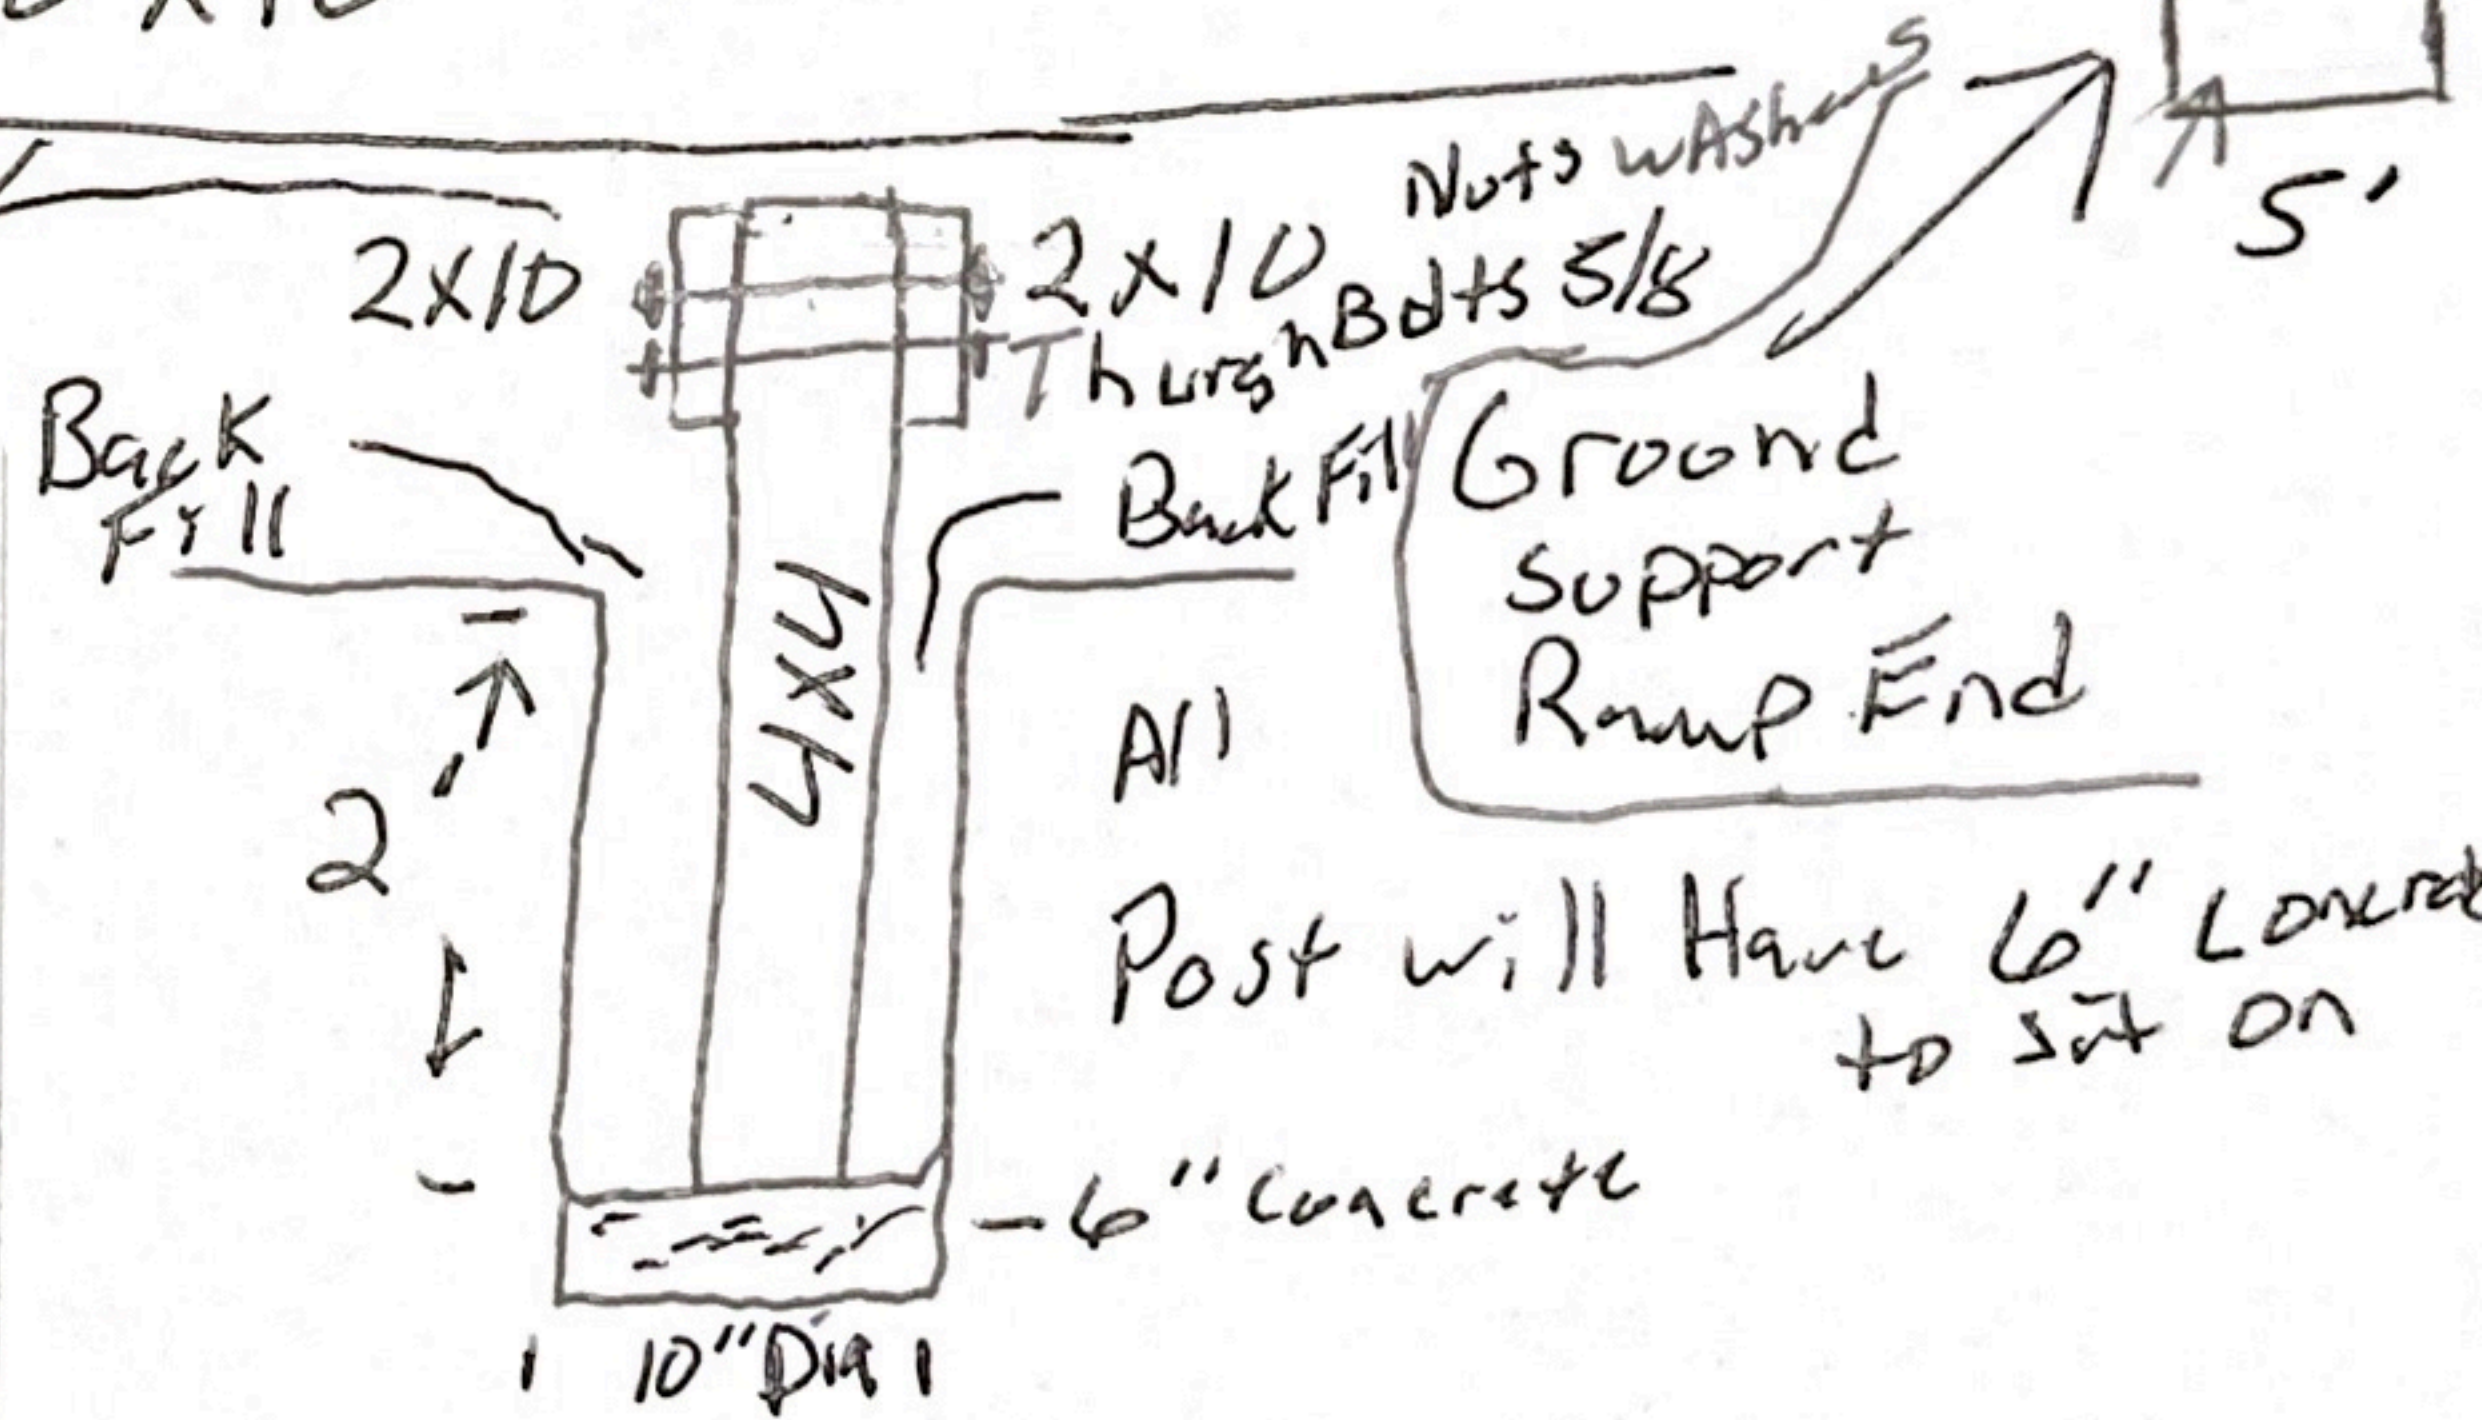 Nuts washers
5'
2X10
2X10
Thurgh Bolts 5/8
Back
Fill
Back Fill
Ground
Support
Ramp End
4X4
2'
All
Post will Have 6" Concret
to sit on
- 6" Concrete
10" Dia